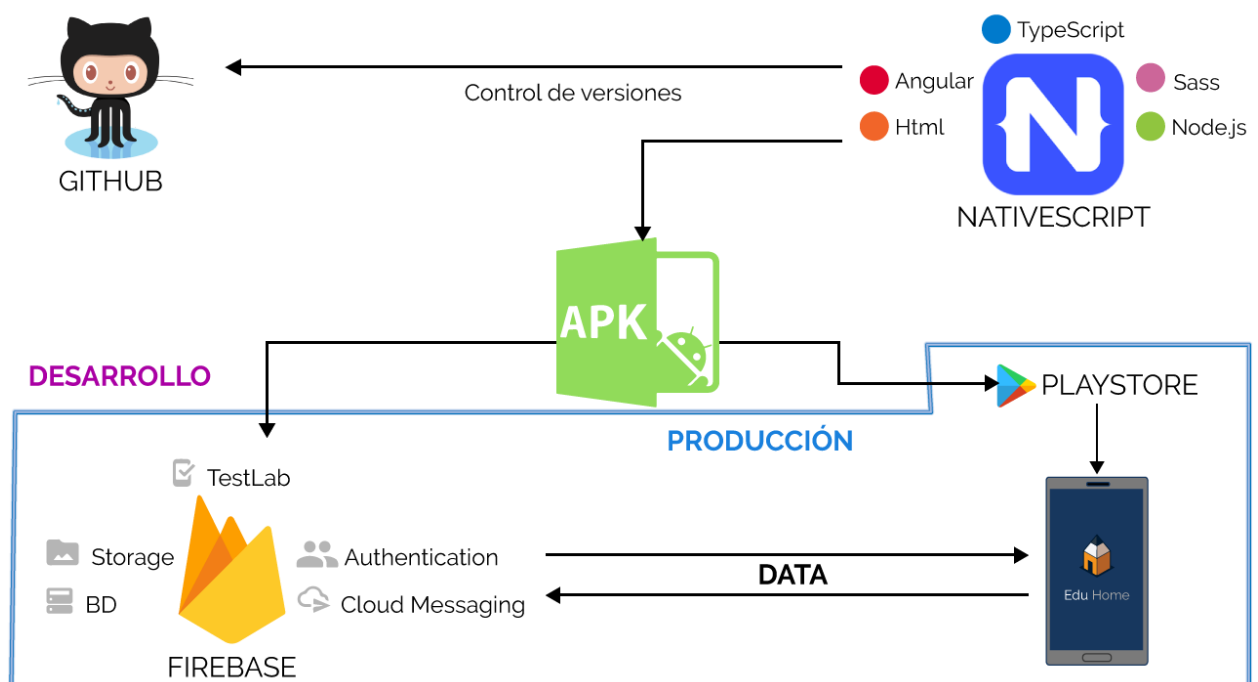 TypeScript
Angular
Sass
Html
Node.js
Control de versiones
GITHUB
NATIVESCRIPT
APK
DESARROLLO
PLAYSTORE
PRODUCCIÓN
TestLab
Storage
Authentication
BD
Cloud Messaging
DATA
Edu Home
FIREBASE